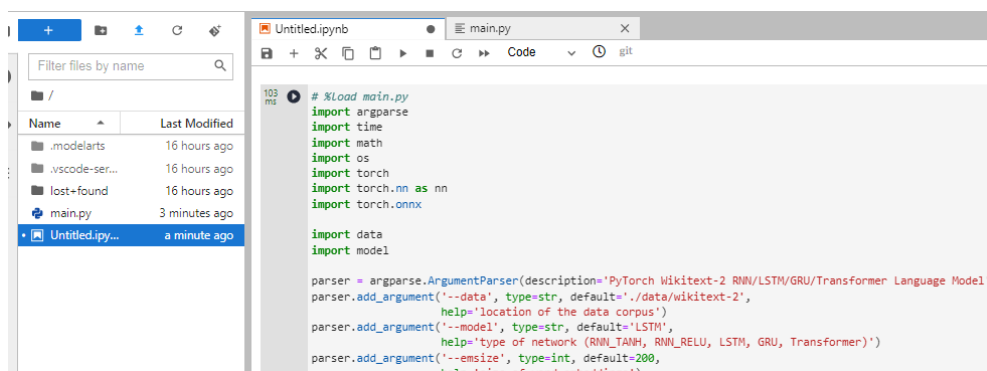 Untitled.ipynb
main.py
Code
git
Filter files by name
/
Name
Last Modified
.modelarts
16 hours ago
.vscode-ser...
16 hours ago
lost+found
16 hours ago
main.py
3 minutes ago
Untitled.ipy...
a minute ago
103
ms
# %load main.py
import argparse
import time
import math
import os
import torch
import torch.nn as nn
import torch.onnx
import data
import model
parser = argparse.ArgumentParser(description='PyTorch Wikitext-2 RNN/LSTM/GRU/Transformer Language Model
parser.add_argument('--data', type=str, default='./data/wikitext-2',
help='location of the data corpus')
parser.add_argument('--model', type=str, default='LSTM',
help='type of network (RNN_TANH, RNN_RELU, LSTM, GRU, Transformer)')
parser.add_argument('--emsize', type=int, default=200,